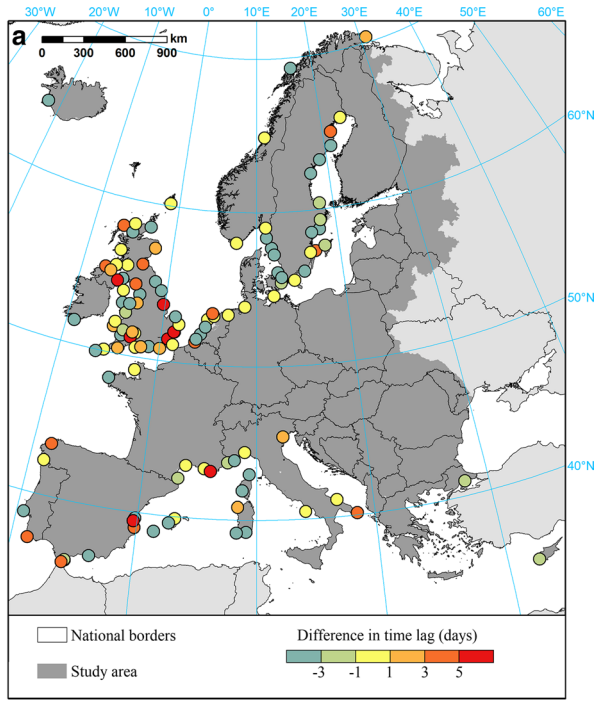 30°W 20°W 10°W 0° 10°E 20°E 30°E 40°E 50°E 60°E
a
km
0 300 600 900
60°N
50°N
40°N
National borders
Study area
Difference in time lag (days)
-3 -1 1 3 5